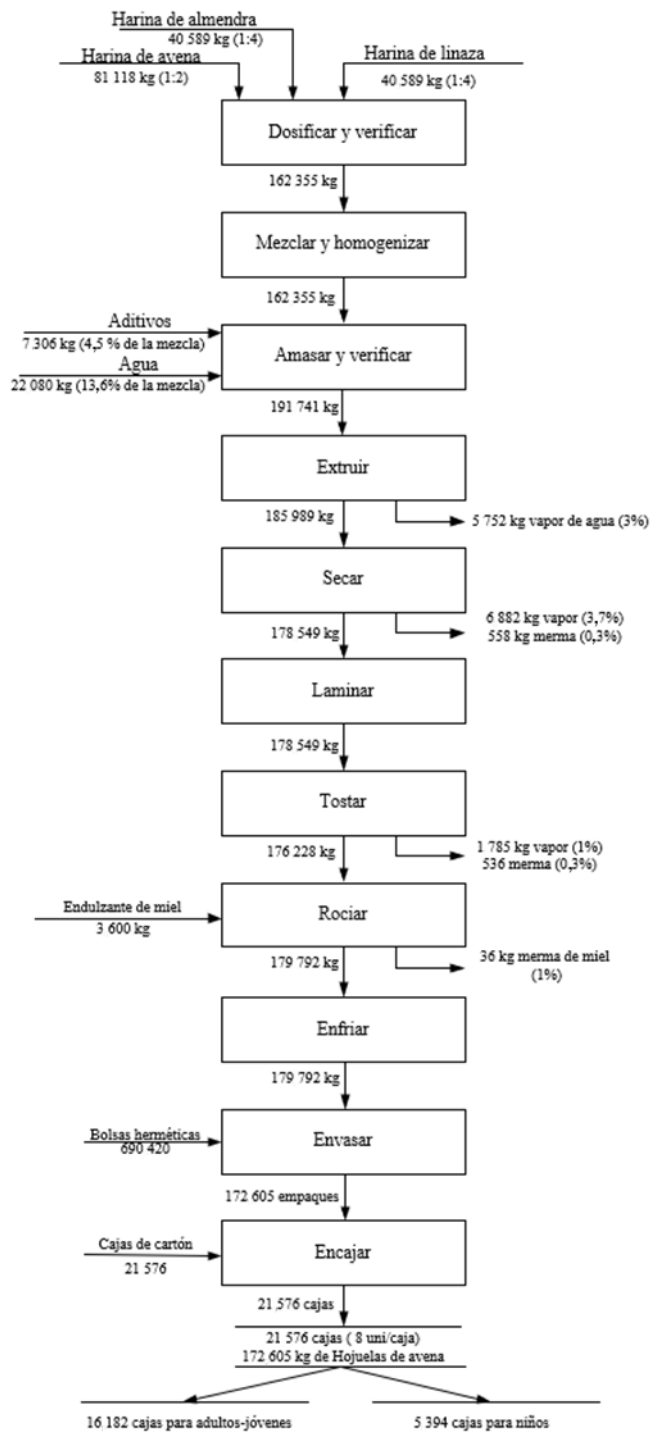 Harina de almendra
40 589 kg (1:4)
Harina de avena
81 118 kg (1:2)
Harina de linaza
40 589 kg (1:4)
Dosificar y verificar
162 355 kg
Mezclar y homogenizar
162 355 kg
Aditivos
7 306 kg (4,5 % de la mezcla)
Agua
22 080 kg (13,6% de la mezcla)
Amasar y verificar
191 741 kg
Extruir
185 989 kg
5 752 kg vapor de agua (3%)
Secar
178 549 kg
6 882 kg vapor (3,7%)
558 kg merma (0,3%)
Laminar
178 549 kg
Tostar
176 228 kg
1 785 kg vapor (1%)
536 merma (0,3%)
Endulzante de miel
3 600 kg
Rociar
179 792 kg
36 kg merma de miel
(1%)
Enfriar
179 792 kg
Bolsas herméticas
690 420
Envasar
172 605 empaques
Cajas de cartón
21 576
Encajar
21 576 cajas
21 576 cajas ( 8 uni/caja)
172 605 kg de Hojuelas de avena
16 182 cajas para adultos-jóvenes
5 394 cajas para niños